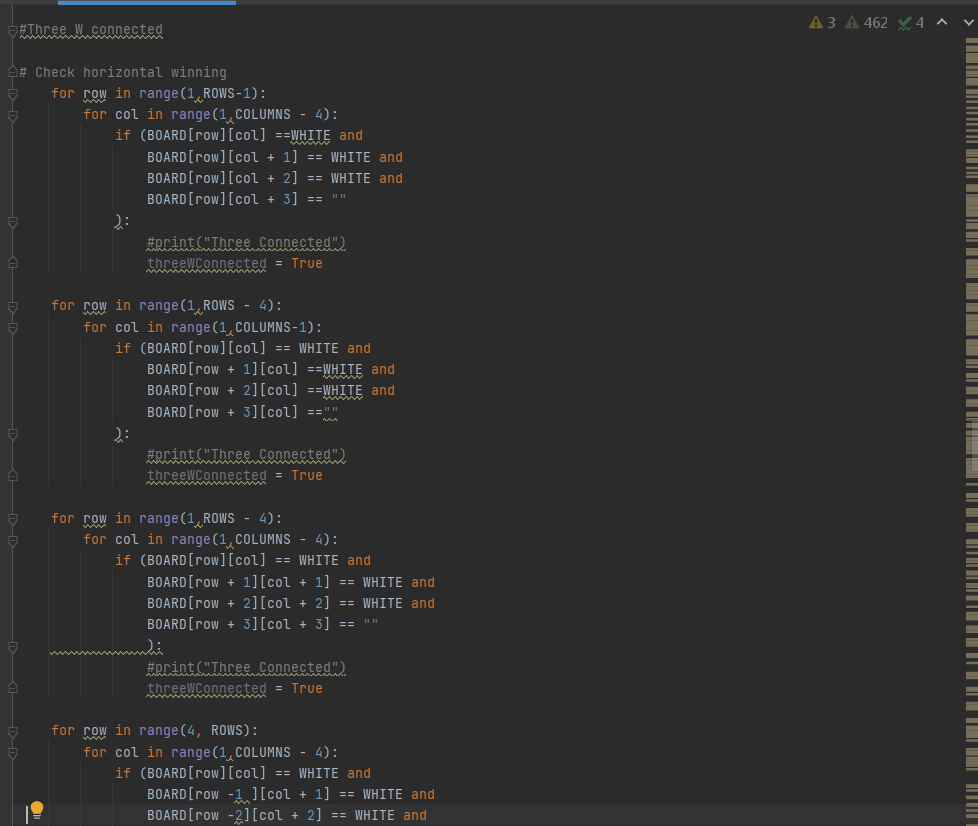 3 462 4
#Three W connected
# Check horizontal winning
for row in range(1,ROWS-1):
for col in range(1,COLUMNS - 4):
if (BOARD[row][col] ==WHITE and
BOARD[row][col + 1] == WHITE and
BOARD[row][col + 2] == WHITE and
BOARD[row][col + 3] == ""
):
#print("Three Connected")
threeWConnected = True
for row in range(1,ROWS - 4):
for col in range(1,COLUMNS-1):
if (BOARD[row][col] == WHITE and
BOARD[row + 1][col] ==WHITE and
BOARD[row + 2][col] ==WHITE and
BOARD[row + 3][col] ==""
):
#print("Three Connected")
threeWConnected = True
for row in range(1,ROWS - 4):
for col in range(1,COLUMNS - 4):
if (BOARD[row][col] == WHITE and
BOARD[row + 1][col + 1] == WHITE and
BOARD[row + 2][col + 2] == WHITE and
BOARD[row + 3][col + 3] == ""
):
#print("Three Connected")
threeWConnected = True
for row in range(4, ROWS):
for col in range(1,COLUMNS - 4):
if (BOARD[row][col] == WHITE and
BOARD[row -1 ][col + 1] == WHITE and
BOARD[row -2][col + 2] == WHITE and